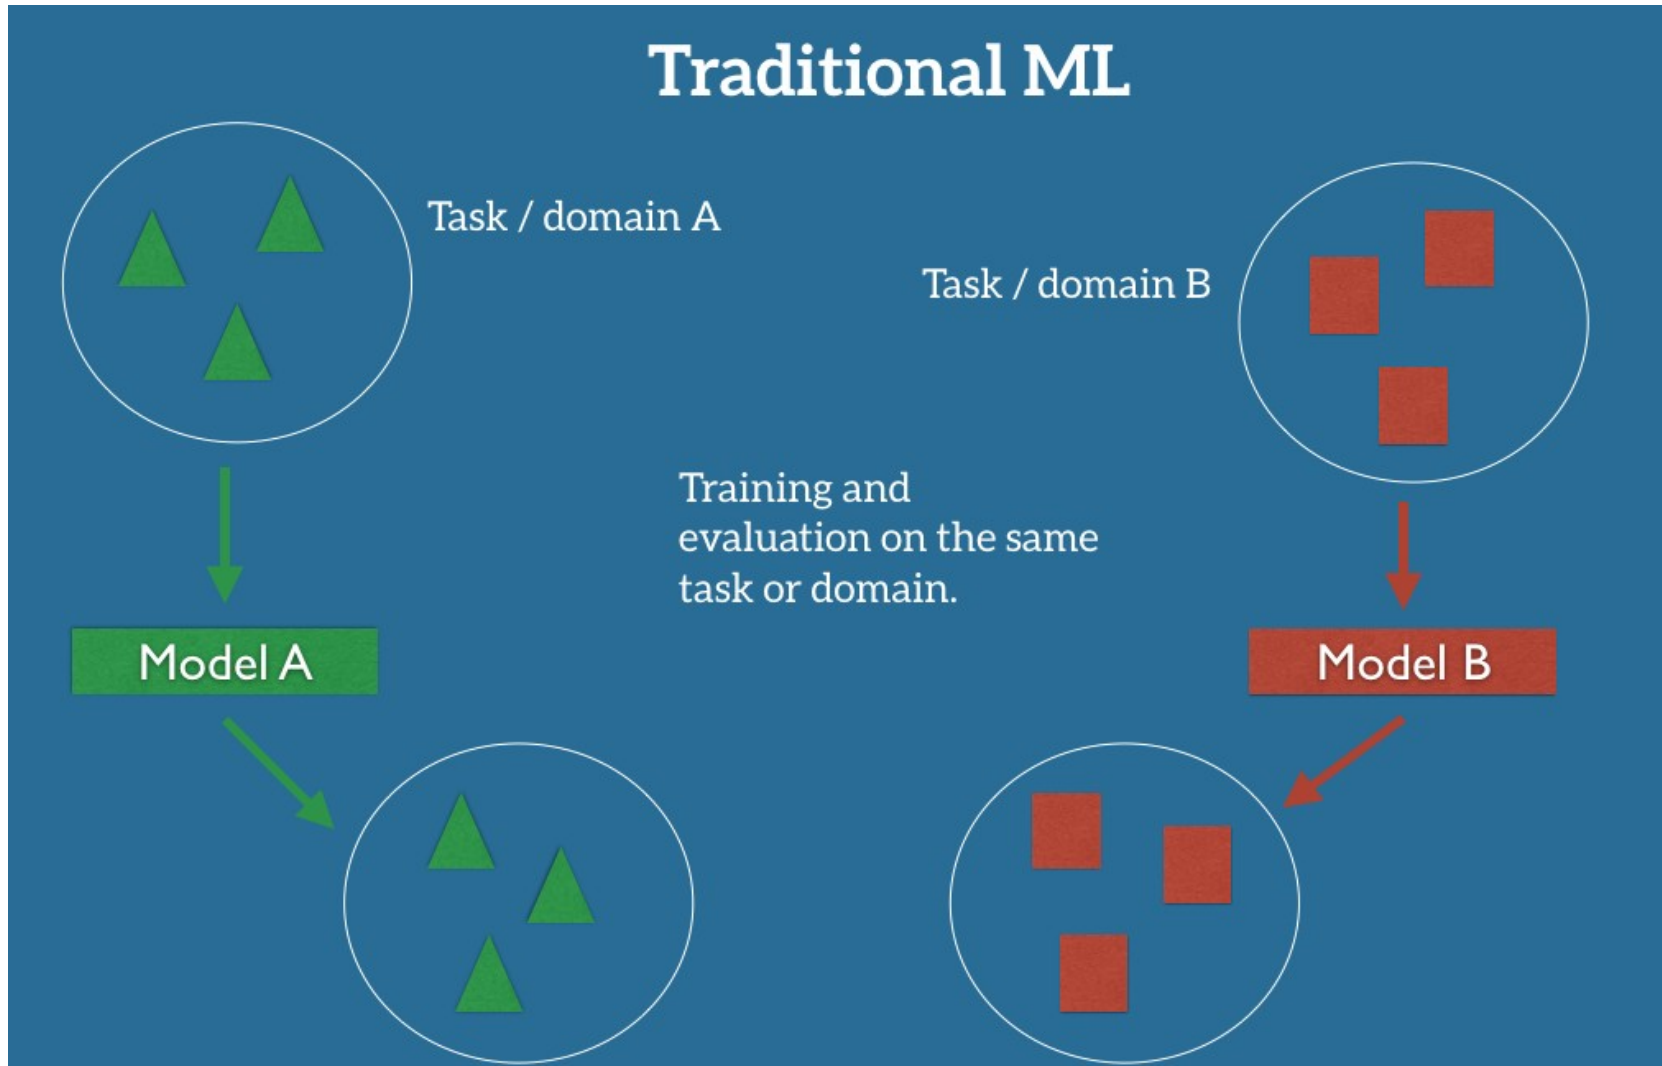 Traditional ML
Task / domain A
Task / domain B
Training and
evaluation on the same
task or domain.
Model A
Model B